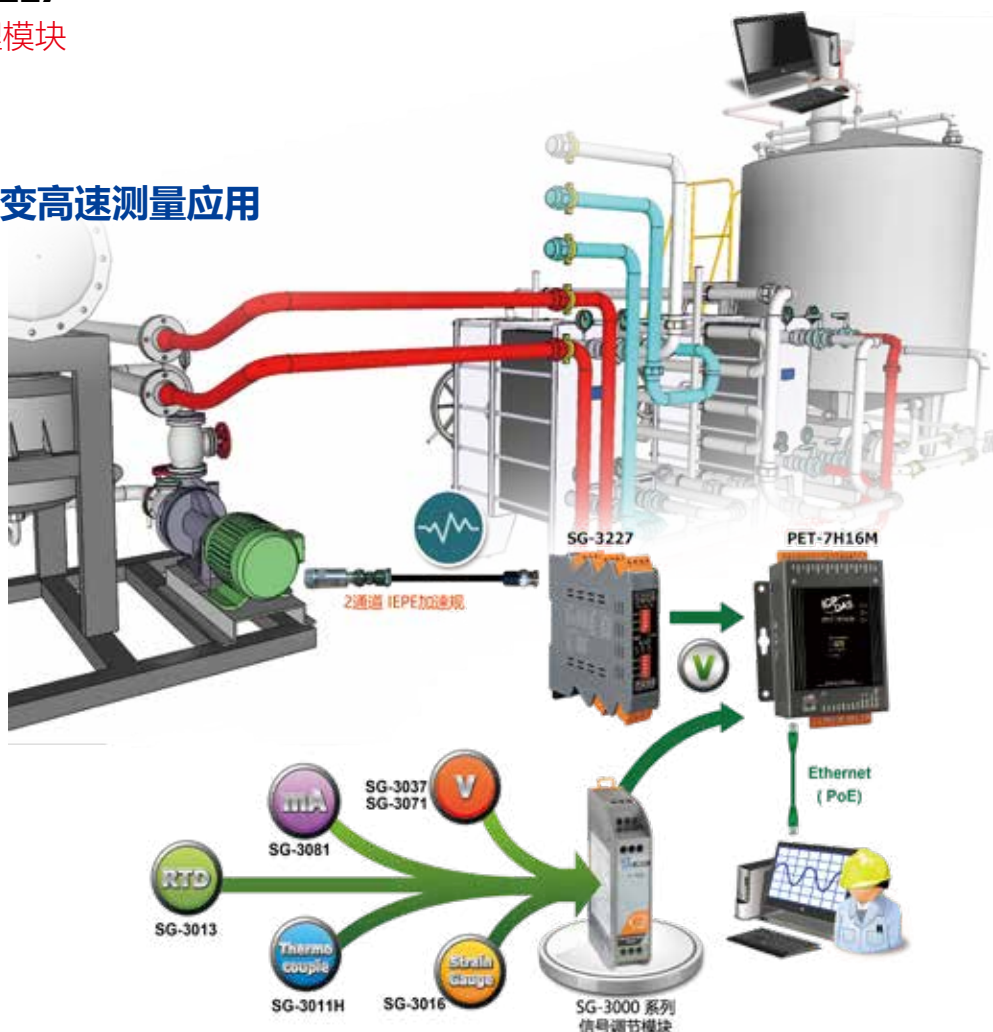 模块
变高速测量应用
SG-3227
PET-7H16M
2通道 IEPE加速规
V
ICP DAS
Ethernet
( PoE)
mA
SG-3081
SG-3037
SG-3071
V
RTD
SG-3013
Thermo
couple
SG-3011H
Strain
Gauge
SG-3016
SG-3000 系列
信号调节模块